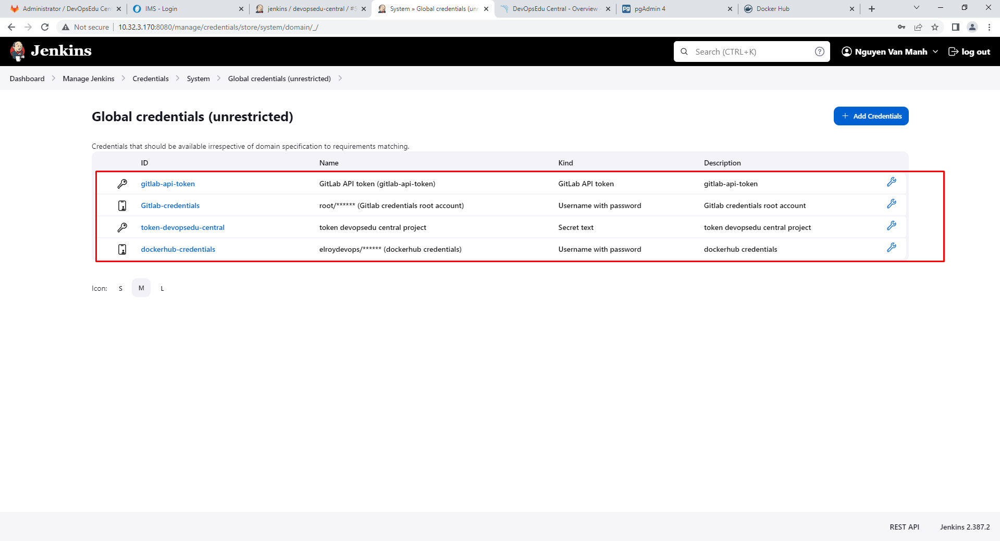 Administrator / DevOpsEdu Cen
IMS - Login
jenkins / devopsedu-central / #5
System » Global credentials (unr
DevOpsEdu Central - Overview
pgAdmin 4
Docker Hub
Not secure
10.32.3.170:8080/manage/credentials/store/system/domain/_/
Jenkins
Search (CTRL+K)
Nguyen Van Manh
log out
Dashboard
Manage Jenkins
Credentials
System
Global credentials (unrestricted)
Global credentials (unrestricted)
+ Add Credentials
Credentials that should be available irrespective of domain specification to requirements matching.
ID Name Kind Description
gitlab-api-token GitLab API token (gitlab-api-token) GitLab API token gitlab-api-token
Gitlab-credentials root/****** (Gitlab credentials root account) Username with password Gitlab credentials root account
token-devopsedu-central token devopsedu central project Secret text token devopsedu central project
dockerhub-credentials elroydevops/****** (dockerhub credentials) Username with password dockerhub credentials
Icon: S M L
REST API Jenkins 2.387.2